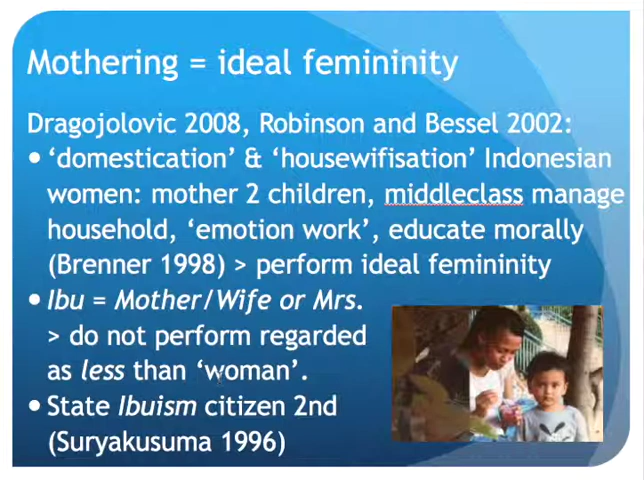 Mothering = ideal femininity
Dragojolovic 2008, Robinson and Bessel 2002:
• ‘domestication’ & ‘housewifisation’ Indonesian
women: mother 2 children, middleclass manage
household, ‘emotion work’, educate morally
(Brenner 1998) > perform ideal femininity
• Ibu = Mother/Wife or Mrs.
> do not perform regarded
as less than ‘woman’.
• State Ibuism citizen 2nd
(Suryakusuma 1996)